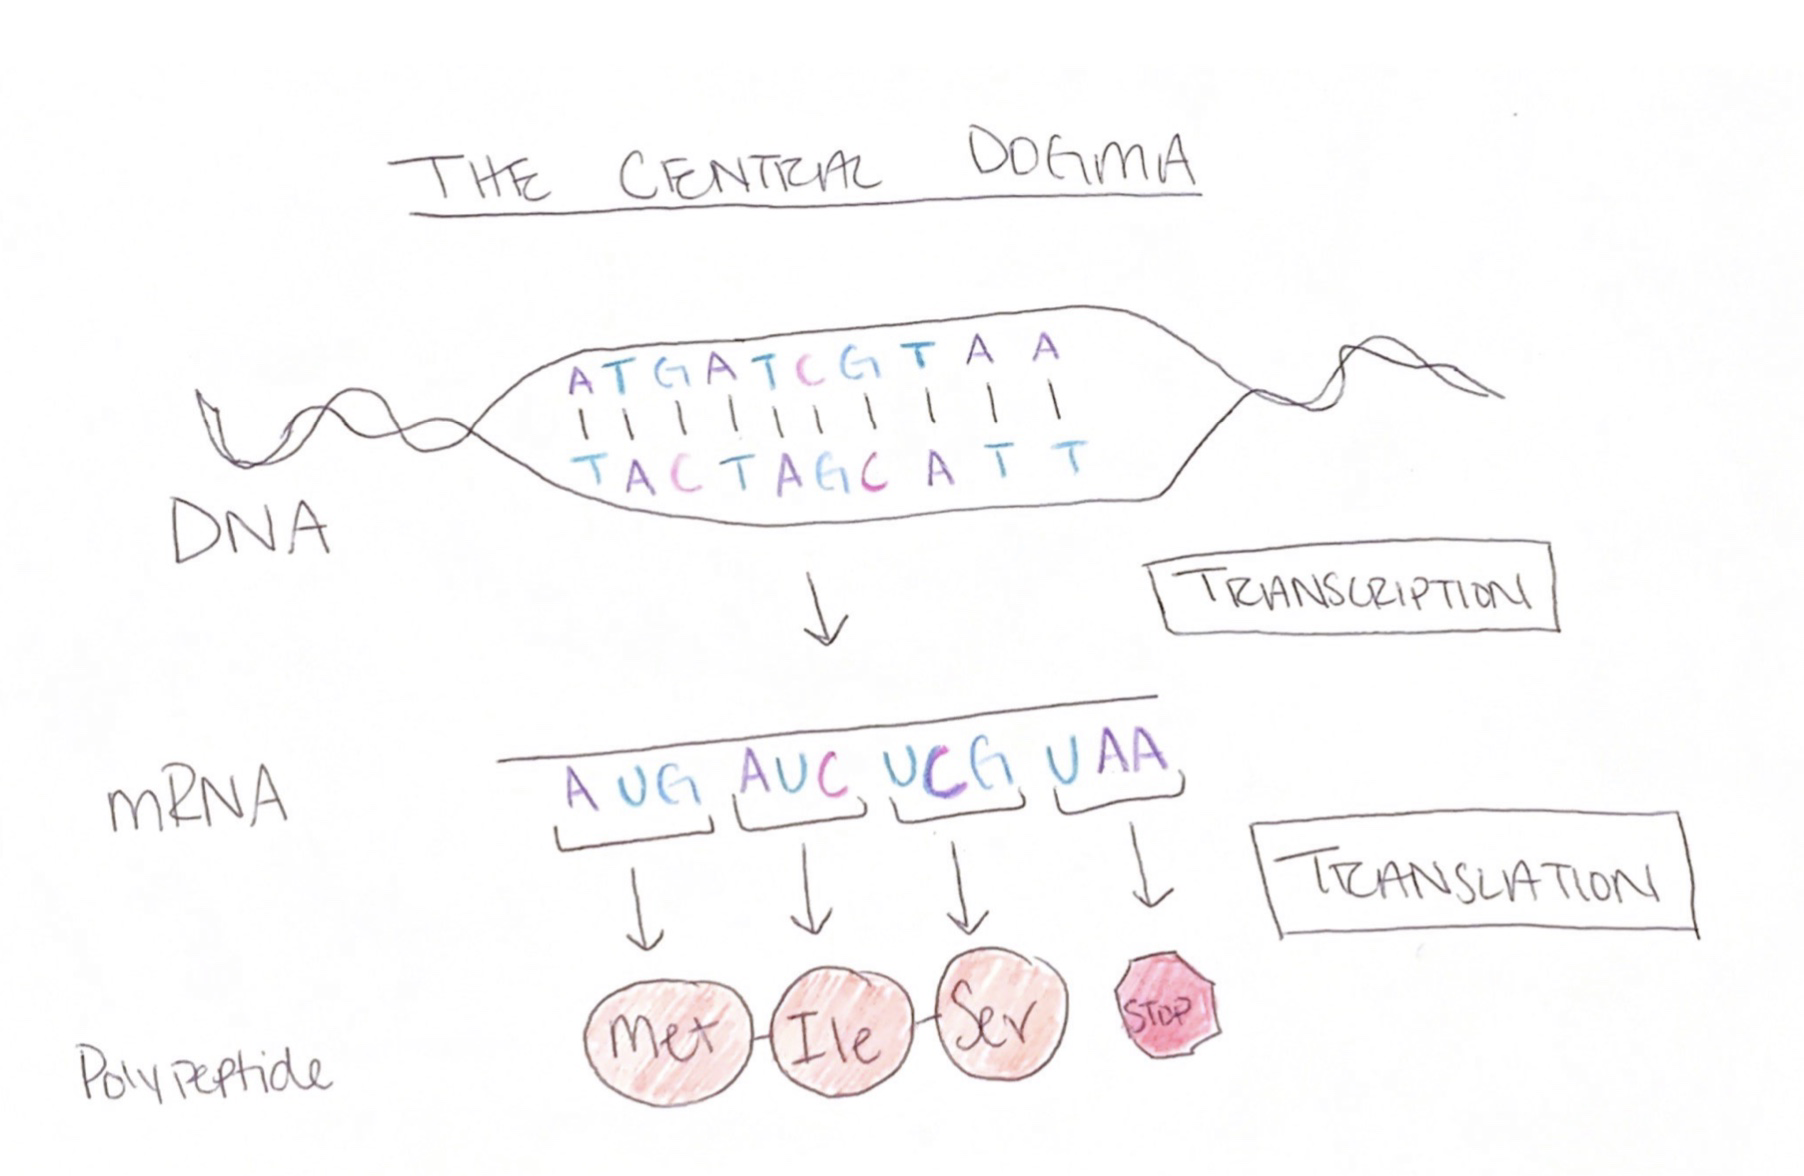 THE CENTRAL DOGMA
ATGATCGTAA
TACTAGCATT
DNA
TRANSCRIPTION
mRNA
AUG AUC UCG UAA
TRANSLATION
Met Ile Ser STOP
Polypeptide